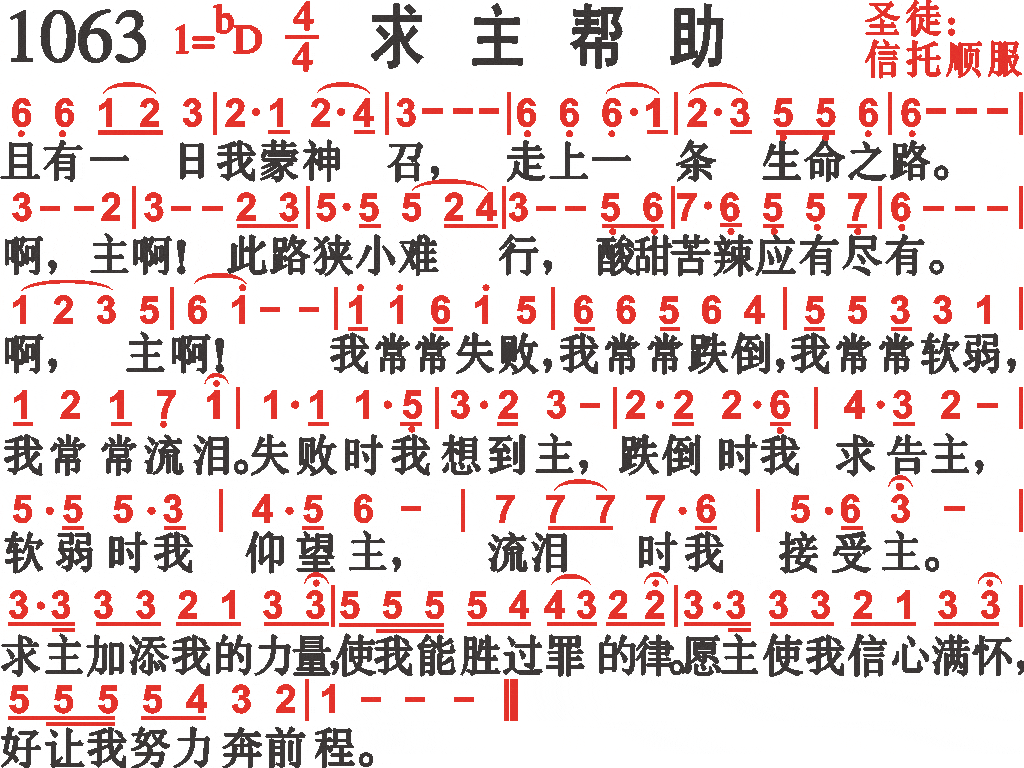 1063 1=ᵇD 4/4 求主帮助 圣徒:
信托顺服
6 6 1 2 3|2·1 2·4|3---|6 6 6·1|2·3 5 5 6|6---|
且有一 日我蒙神 召， 走上一 条 生命之路。
3--2|3--2 3|5·5 5 2 4|3--5 6|7·6 5 5 7|6---|
啊，主啊！此路狭小难 行，酸甜苦辣应有尽有。
1 2 3 5|6 1--|1 1 6 1 5|6 6 5 6 4|5 5 3 3 1|
啊， 主啊！ 我常常失败，我常常跌倒，我常常软弱，
1 2 1 7 1|1·1 1·5|3·2 3-|2·2 2·6|4·3 2-|
我常常流泪。失败时我想到主，跌倒时我 求告主，
5·5 5·3|4·5 6-|7 7 7 7·6|5·6 3-|
软弱时我 仰望主， 流泪 时我 接受主。
3·3 3 3 2 1 3 3|5 5 5 5 4 4 3 2 2|3·3 3 3 2 1 3 3|
求主加添我的力量，使我能胜过罪 的律。愿主使我信心满怀，
5 5 5 5 4 3 2|1---‖
好让我努力奔前程。